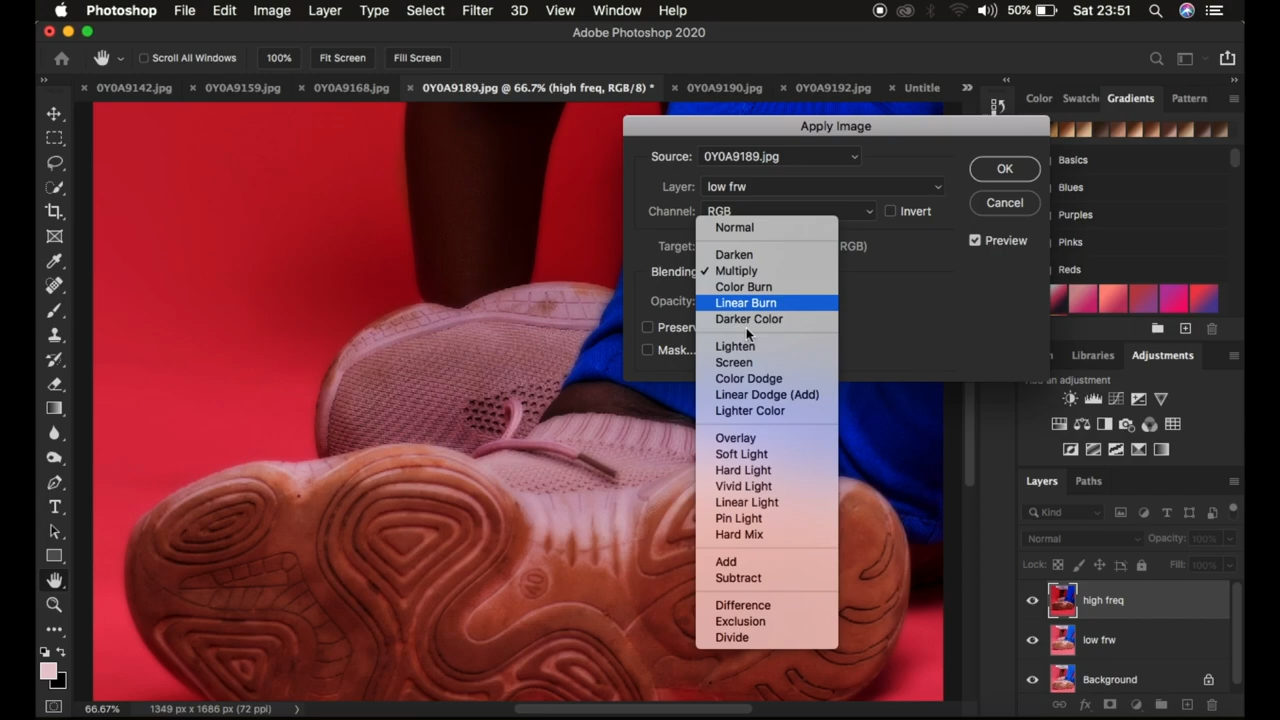 Photoshop File Edit Image Layer Type Select Filter 3D View Window Help 50% Sat 23:51
Adobe Photoshop 2020
Scroll All Windows 100% Fit Screen Fill Screen
0Y0A9142.jpg 0Y0A9159.jpg 0Y0A9168.jpg 0Y0A9189.jpg @ 66.7% (high freq, RGB/8) * 0Y0A9190.jpg 0Y0A9192.jpg Untitle
Color Swatch Gradients Pattern
Basics
Blues
Purples
Pinks
Reds
Apply Image
Source: 0Y0A9189.jpg
Layer: low frw
Channel: RGB Invert
Target: RGB)
Blending
Opacity:
Preserv
Mask...
OK
Cancel
Preview
Normal
Darken
Multiply
Color Burn
Linear Burn
Darker Color
Lighten
Screen
Color Dodge
Linear Dodge (Add)
Lighter Color
Overlay
Soft Light
Hard Light
Vivid Light
Linear Light
Pin Light
Hard Mix
Add
Subtract
Difference
Exclusion
Divide
Libraries Adjustments
an adjustment
Layers Paths
Kind
Normal Opacity: 100%
Lock: Fill: 100%
high freq
low frw
Background
66.67% 1349 px x 1686 px (72 ppi)